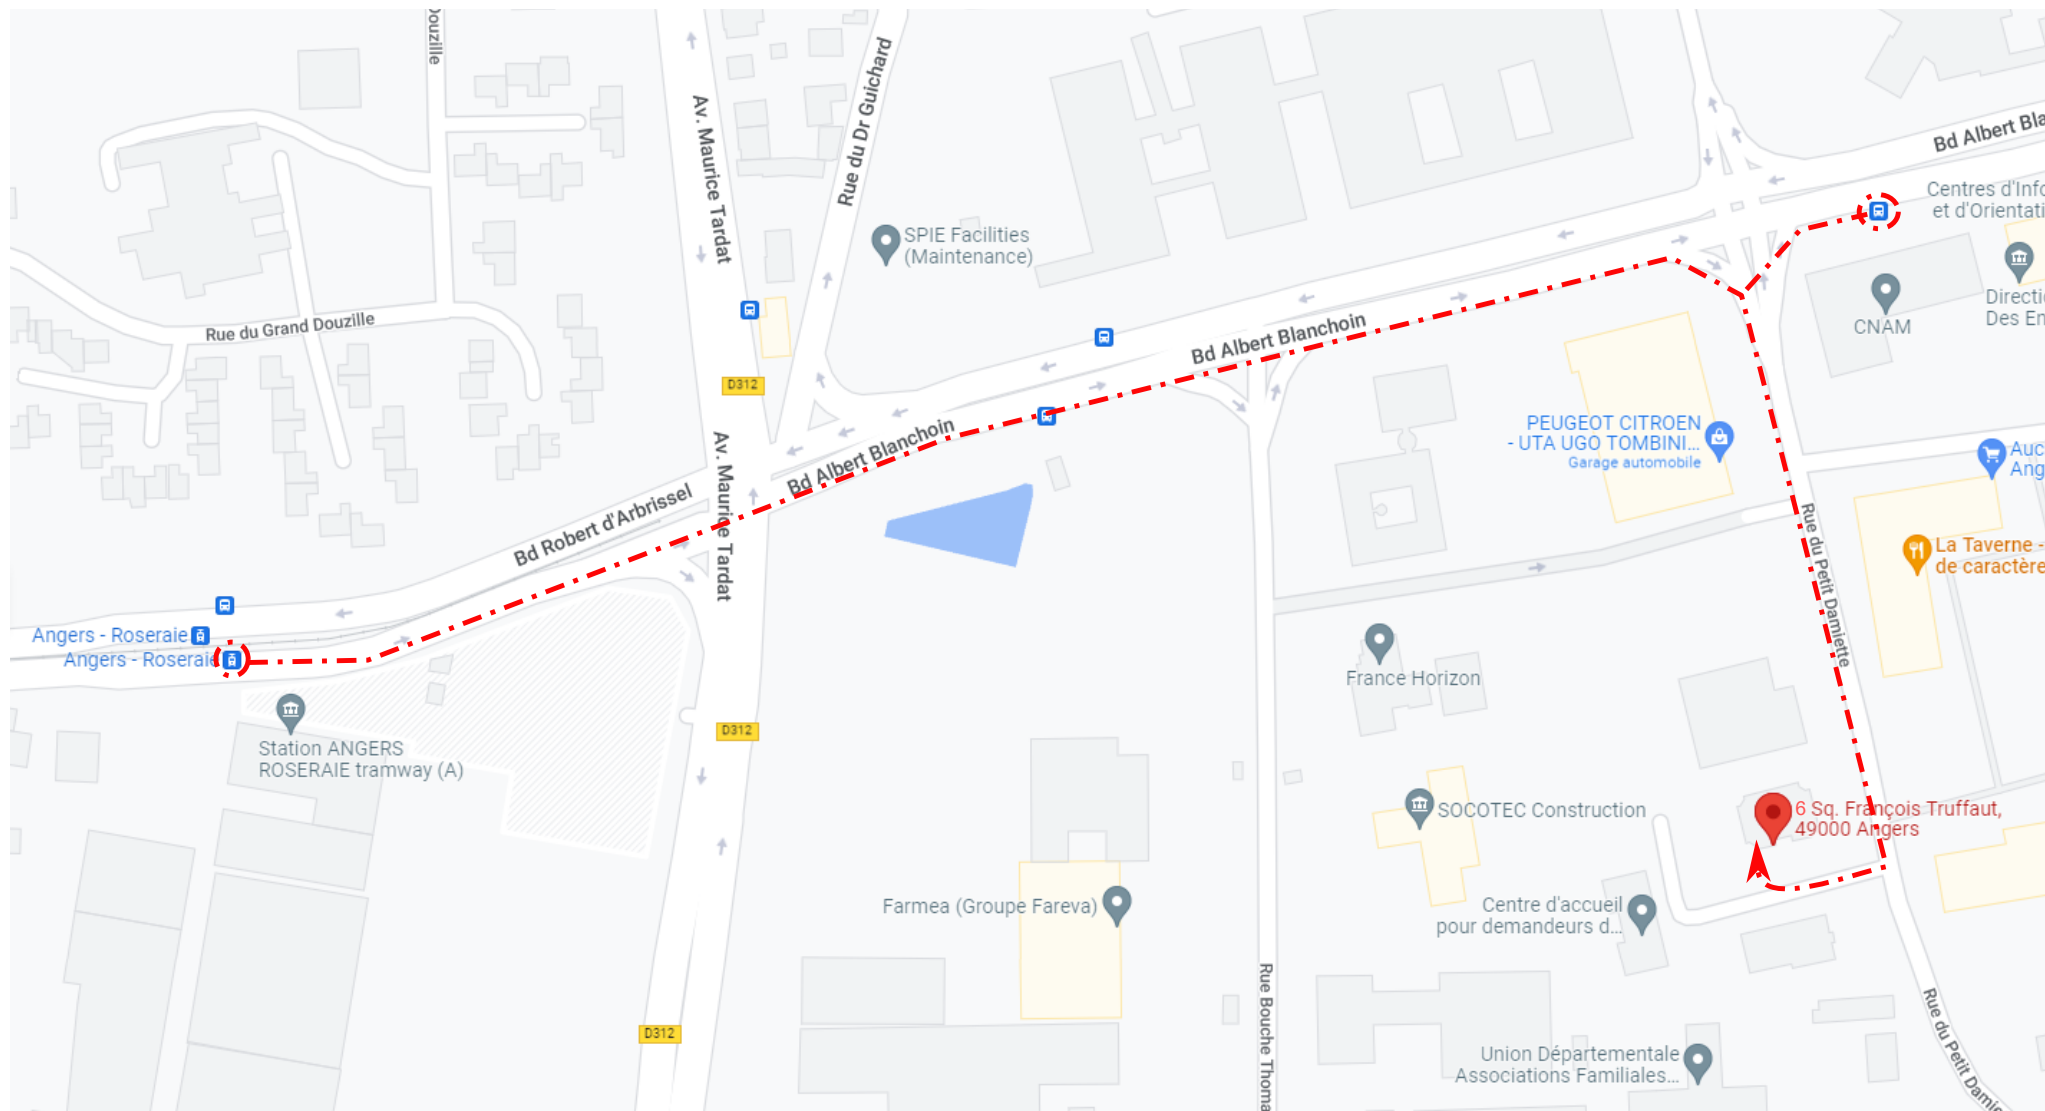 Douzille
Av. Maurice Tardat
Rue du Dr Guichard
SPIE Facilities
(Maintenance)
Bd Albert Bla
Centres d'Info
et d'Orientati
CNAM
Directi
Des En
Rue du Grand Douzille
D312
Bd Albert Blanchoin
Bd Albert Blanchoin
Av. Maurice Tardat
Bd Robert d'Arbrissel
PEUGEOT CITROEN
- UTA UGO TOMBINI...
Garage automobile
Auc
Ang
Rue du Petit Damiette
La Taverne -
de caractère
Angers - Roseraie
Angers - Roseraie
Station ANGERS
ROSERAIE tramway (A)
D312
France Horizon
SOCOTEC Construction
6 Sq. François Truffaut,
49000 Angers
Farmea (Groupe Fareva)
Centre d'accueil
pour demandeurs d...
Rue Bouche Thoma
D312
Union Départementale
Associations Familiales...
Rue du Petit Damie